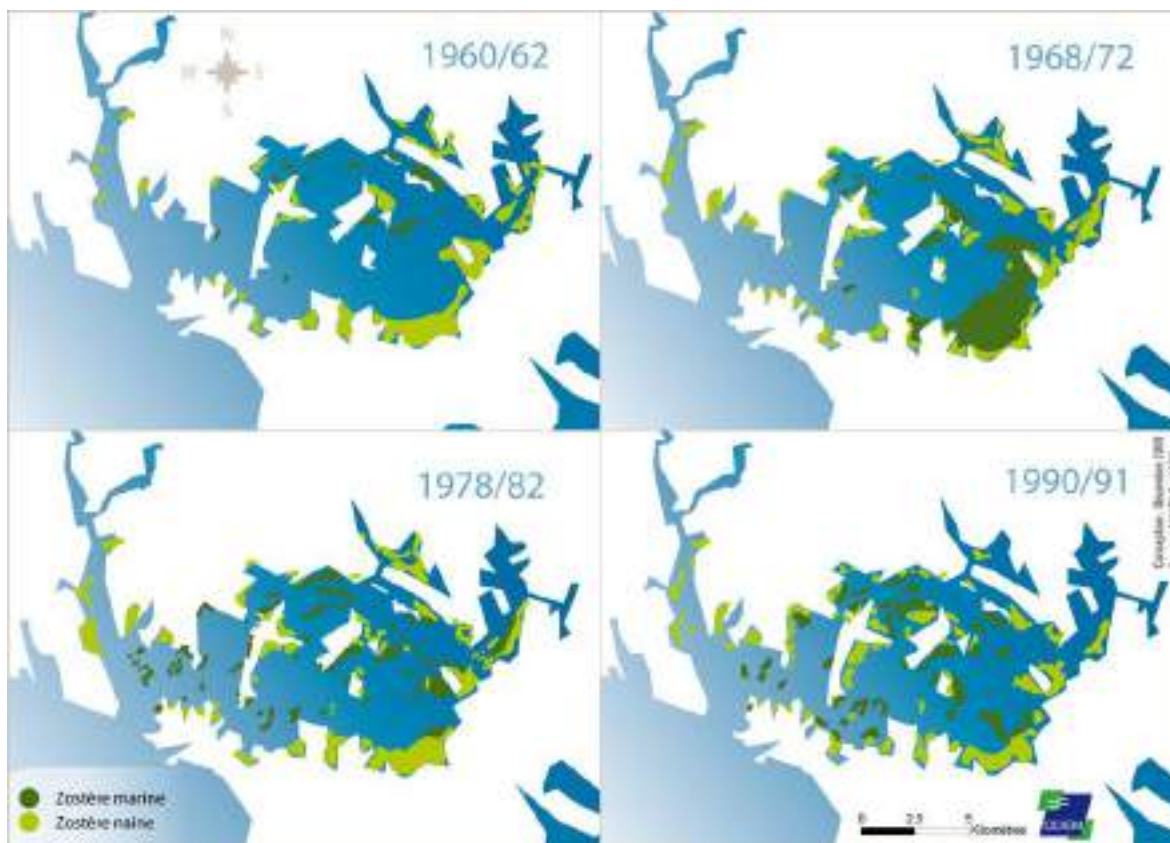 1960/62
N
1968/72
1978/82
1990/91
Zostère marine
Zostère naine
0 2.5 5
Kilomètres